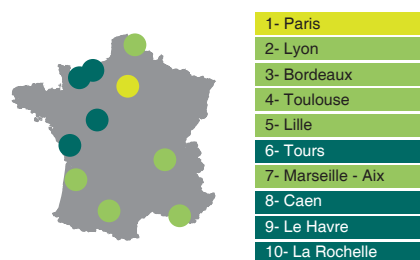 1- Paris
2- Lyon
3- Bordeaux
4- Toulouse
5- Lille
6- Tours
7- Marseille - Aix
8- Caen
9- Le Havre
10- La Rochelle